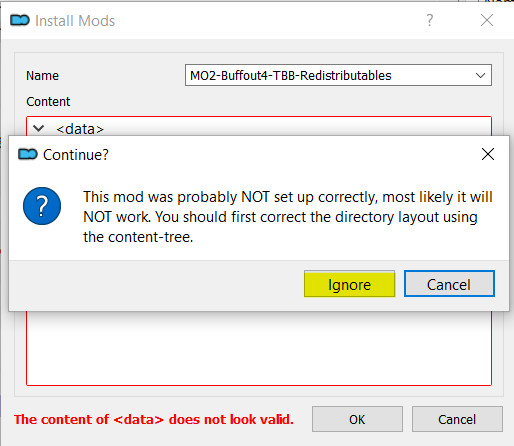 Install Mods
?
Name
MO2-Buffout4-TBB-Redistributables
Content
<data>
Continue?
This mod was probably NOT set up correctly, most likely it will
NOT work. You should first correct the directory layout using
the content-tree.
Ignore
Cancel
The content of <data> does not look valid.
OK
Cancel